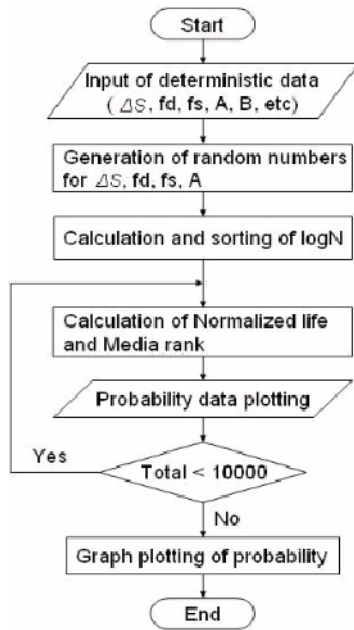 Start
Input of deterministic data
( ΔS, fd, fs, A, B, etc)
Generation of random numbers
for ΔS, fd, fs, A
Calculation and sorting of logN
Calculation of Normalized life
and Media rank
Probability data plotting
Yes
Total < 10000
No
Graph plotting of probability
End